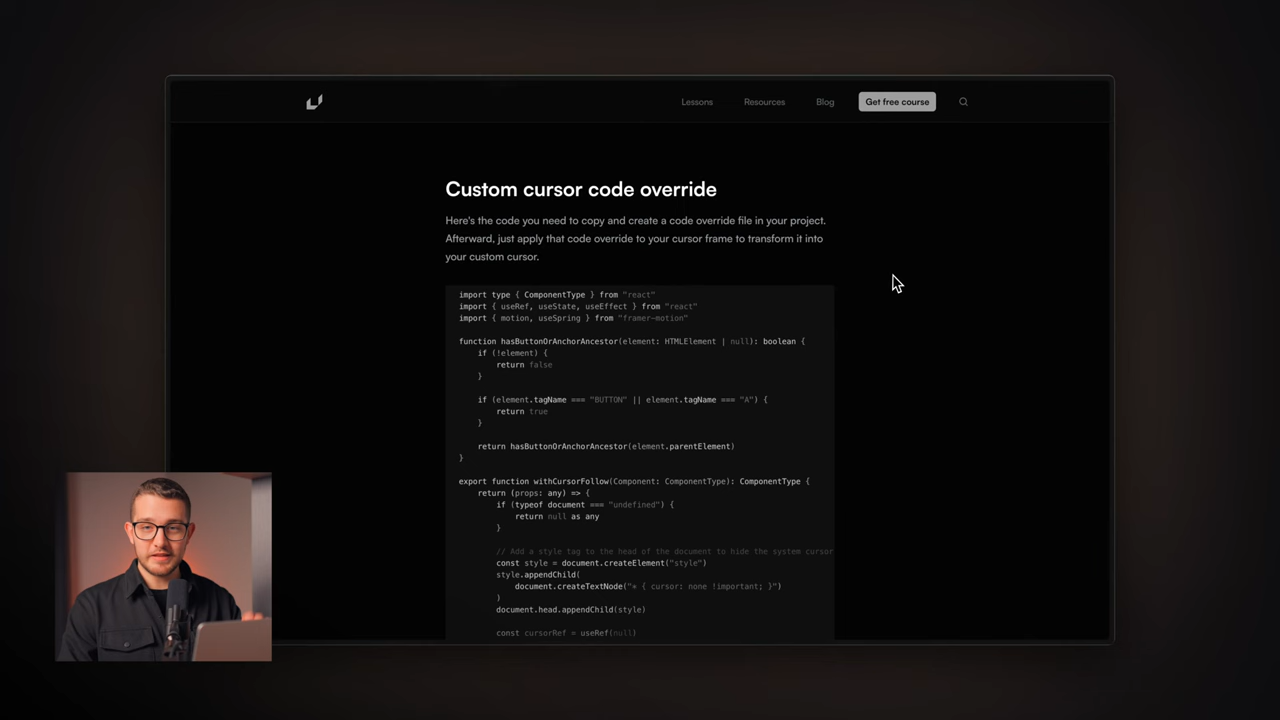 Lessons Resources Blog Get free course
Custom cursor code override
Here's the code you need to copy and create a code override file in your project.
Afterward, just apply that code override to your cursor frame to transform it into
your custom cursor.
import type { ComponentType } from "react"
import { useRef, useState, useEffect } from "react"
import { motion, useSpring } from "framer-motion"
function hasButtonOrAnchorAncestor(element: HTMLElement | null): boolean {
if (!element) {
return false
}
if (element.tagName === "BUTTON" || element.tagName === "A") {
return true
}
return hasButtonOrAnchorAncestor(element.parentElement)
}
export function withCursorFollow(Component: ComponentType): ComponentType {
return (props: any) => {
if (typeof document === "undefined") {
return null as any
}
// Add a style tag to the head of the document to hide the system cursor
const style = document.createElement("style")
style.appendChild(
document.createTextNode("* { cursor: none !important; }")
)
document.head.appendChild(style)
const cursorRef = useRef(null)